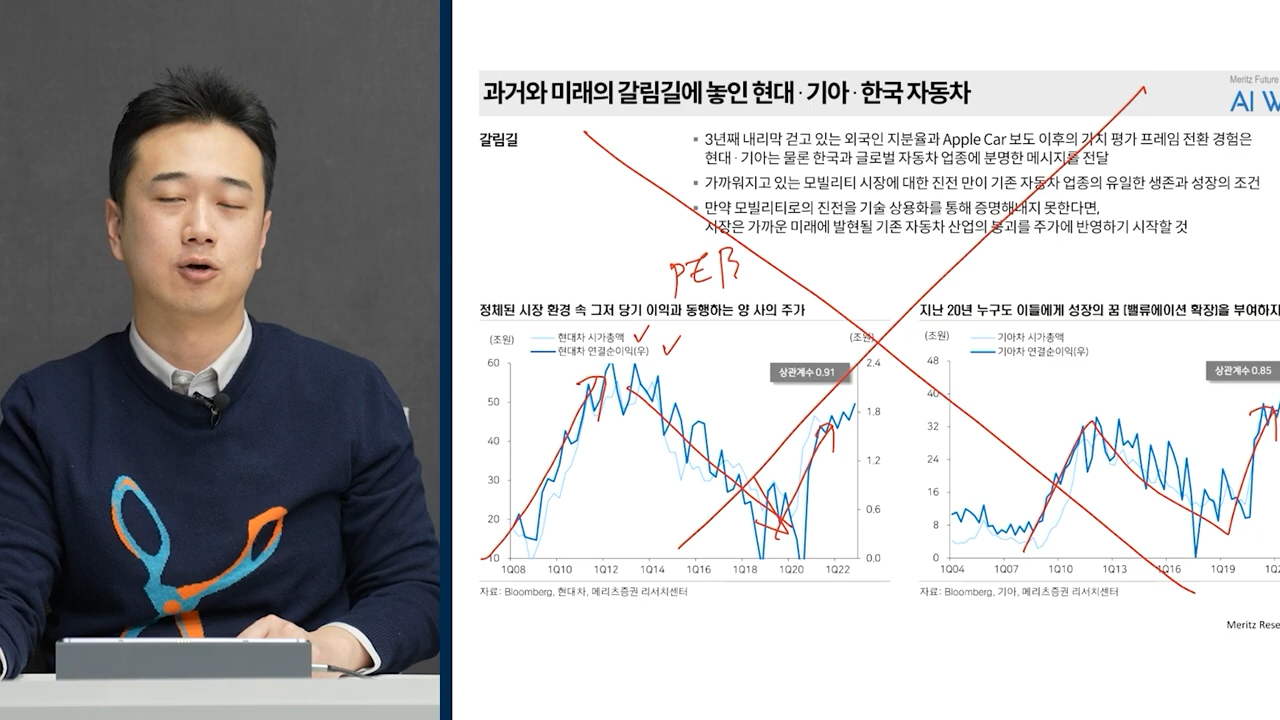 과거와 미래의 갈림길에 놓인 현대 · 기아 · 한국 자동차
Meritz Future
AI W
갈림길
▪ 3년째 내리막 걷고 있는 외국인 지분율과 Apple Car 보도 이후의 가치 평가 프레임 전환 경험은
현대 · 기아는 물론 한국과 글로벌 자동차 업종에 분명한 메시지를 전달
▪ 가까워지고 있는 모빌리티 시장에 대한 진전 만이 기존 자동차 업종의 유일한 생존과 성장의 조건
▪ 만약 모빌리티로의 진전을 기술 상용화를 통해 증명해내지 못한다면,
시장은 가까운 미래에 발현될 기존 자동차 산업의 붕괴를 주가에 반영하기 시작할 것
정체된 시장 환경 속 그저 당기 이익과 동행하는 양 사의 주가
(조원)
현대차 시가총액
현대차 연결순이익(우)
(조원)
상관계수 0.91
60
50
40
30
20
10
2.4
1.8
1.2
0.6
0.0
1Q08 1Q10 1Q12 1Q14 1Q16 1Q18 1Q20 1Q22
자료: Bloomberg, 현대차, 메리츠증권 리서치센터
지난 20년 누구도 이들에게 성장의 꿈 (밸류에이션 확장)을 부여하지
(조원)
기아차 시가총액
기아차 연결순이익(우)
상관계수 0.85
48
40
32
24
16
8
0
1Q04 1Q07 1Q10 1Q13 1Q16 1Q19 1Q2
자료: Bloomberg, 기아, 메리츠증권 리서치센터
Meritz Rese